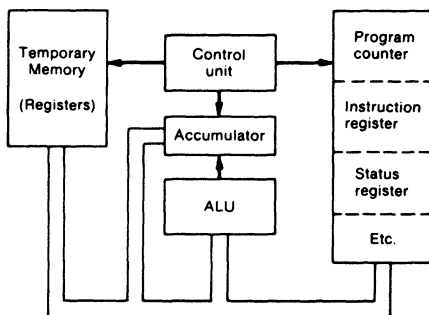 Temporary
Memory
(Registers)
Control
unit
Accumulator
ALU
Program
counter
Instruction
register
Status
register
Etc.